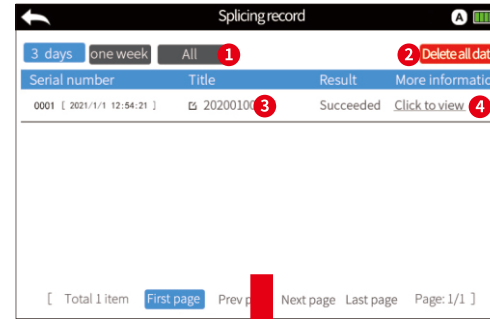 Splicing record A
3 days one week All 1 2 Delete all dat
Serial number Title Result More informatio
0001 [ 2021/1/1 12:54:21 ] 20200100 3 Succeeded Click to view 4
[ Total 1 item First page Prev p Next page Last page Page: 1/1 ]